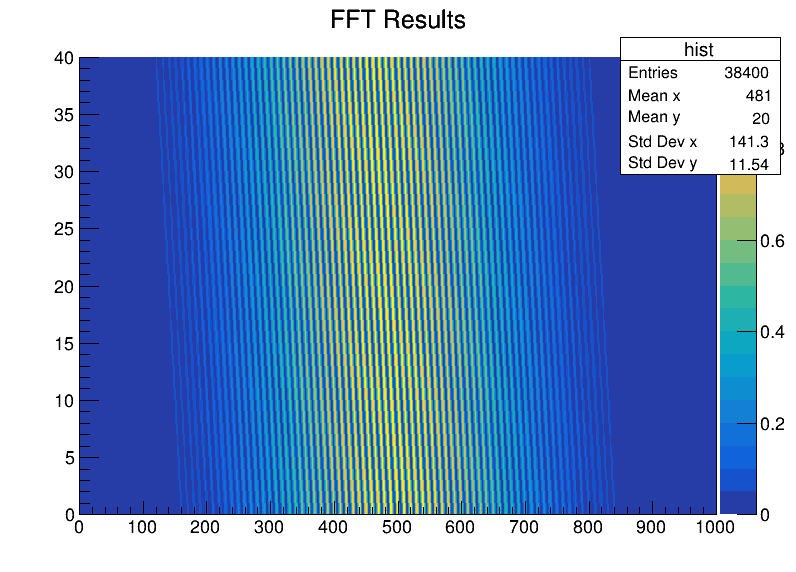 FFT Results
hist
Entries 38400
Mean x 481
Mean y 20
Std Dev x 141.3
Std Dev y 11.54
40
35
30
25
20
15
10
5
0
0 100 200 300 400 500 600 700 800 900 1000
0.6
0.4
0.2
0